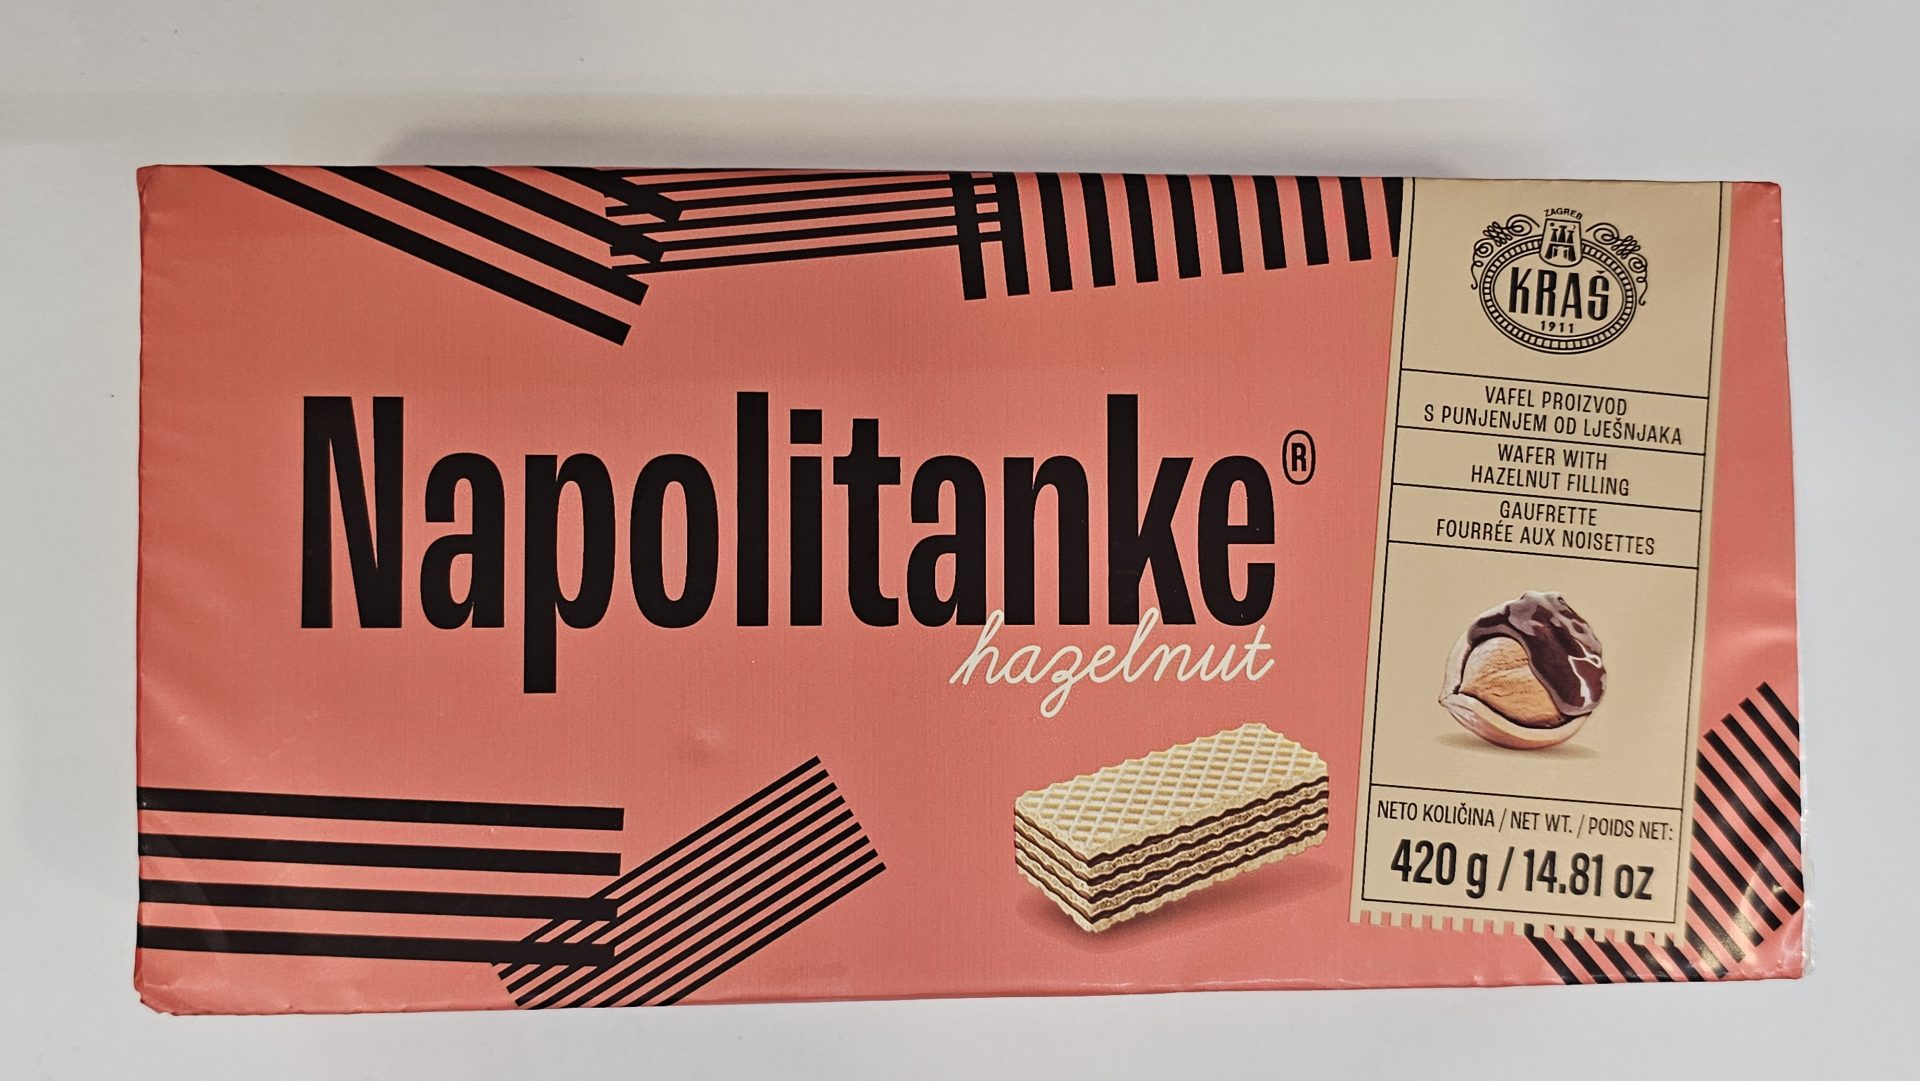 Napolitanke®
hazelnut
ZAGREB
KRAŠ
1911
VAFEL PROIZVOD
S PUNJENJEM OD LJEŠNJAKA
WAFER WITH
HAZELNUT FILLING
GAUFRETTE
FOURRÉE AUX NOISETTES
NETO KOLIČINA / NET WT. / POIDS NET:
420 g / 14.81 oz